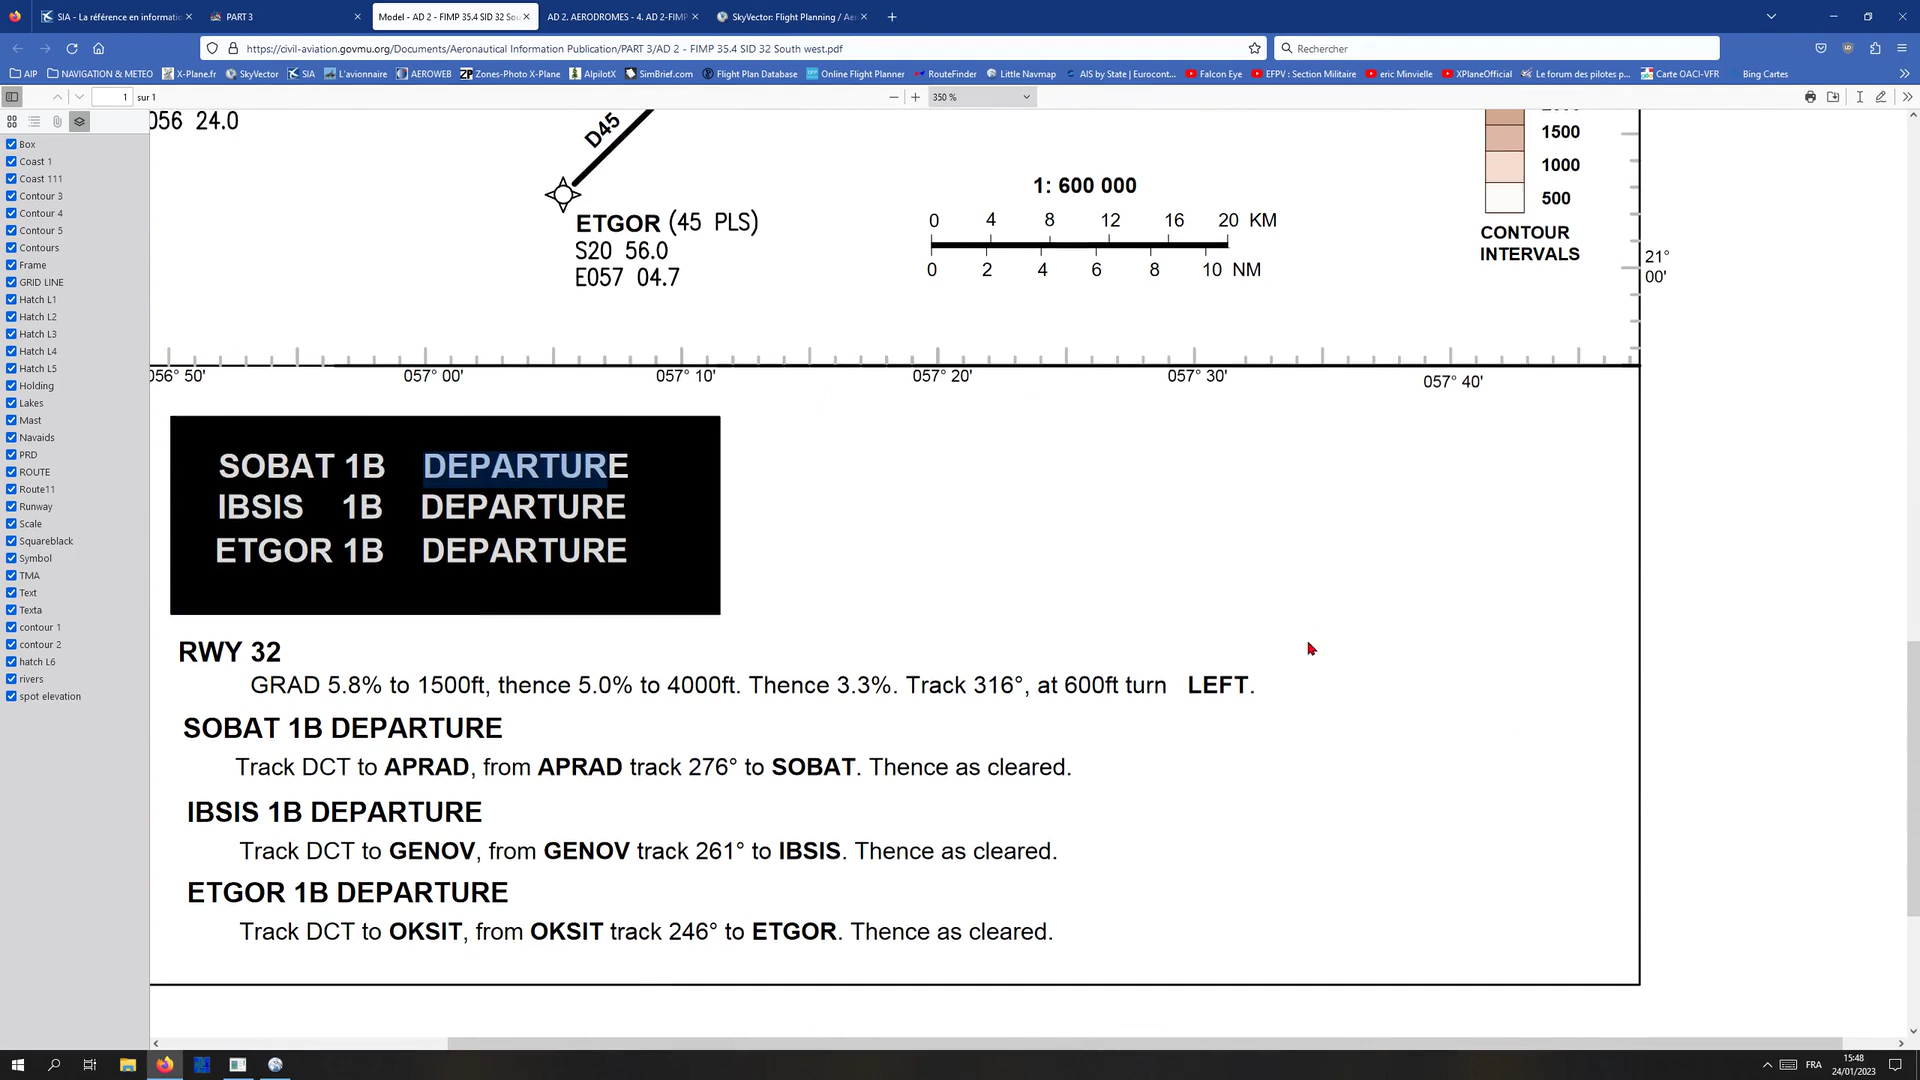 SIA - La référence en informatio
PART 3
Model - AD 2 - FIMP 35.4 SID 32 Sou
AD 2. AERODROMES - 4. AD 2-FIMP
SkyVector: Flight Planning / Ae
https://civil-aviation.govmu.org/Documents/Aeronautical Information Publication/PART 3/AD 2 - FIMP 35.4 SID 32 South west.pdf
Rechercher
AIP
NAVIGATION & METEO
X-Plane.fr
SkyVector
SIA
L'avionnaire
AEROWEB
Zones-Photo X-Plane
AlpilotX
SimBrief.com
Flight Plan Database
Online Flight Planner
RouteFinder
Little Navmap
AIS by State | Eurocont...
Falcon Eye
EFPV : Section Militaire
eric Minvielle
XPlaneOfficial
Le forum des pilotes p...
Carte OACI-VFR
Bing Cartes
1
sur 1
350 %
Box
Coast 1
Coast 111
Contour 3
Contour 4
Contour 5
Contours
Frame
GRID LINE
Hatch L1
Hatch L2
Hatch L3
Hatch L4
Hatch L5
Holding
Lakes
Mast
Navaids
PRD
ROUTE
Route11
Runway
Scale
Squareblack
Symbol
TMA
Text
Texta
contour 1
contour 2
hatch L6
rivers
spot elevation
056 24.0
D45
ETGOR (45 PLS)
S20 56.0
E057 04.7
1: 600 000
0 4 8 12 16 20 KM
0 2 4 6 8 10 NM
1500
1000
500
CONTOUR
INTERVALS
21°
00'
056° 50'
057° 00'
057° 10'
057° 20'
057° 30'
057° 40'
SOBAT 1B DEPARTURE
IBSIS 1B DEPARTURE
ETGOR 1B DEPARTURE
RWY 32
GRAD 5.8% to 1500ft, thence 5.0% to 4000ft. Thence 3.3%. Track 316°, at 600ft turn LEFT.
SOBAT 1B DEPARTURE
Track DCT to APRAD, from APRAD track 276° to SOBAT. Thence as cleared.
IBSIS 1B DEPARTURE
Track DCT to GENOV, from GENOV track 261° to IBSIS. Thence as cleared.
ETGOR 1B DEPARTURE
Track DCT to OKSIT, from OKSIT track 246° to ETGOR. Thence as cleared.
FRA
15:48
24/01/2023